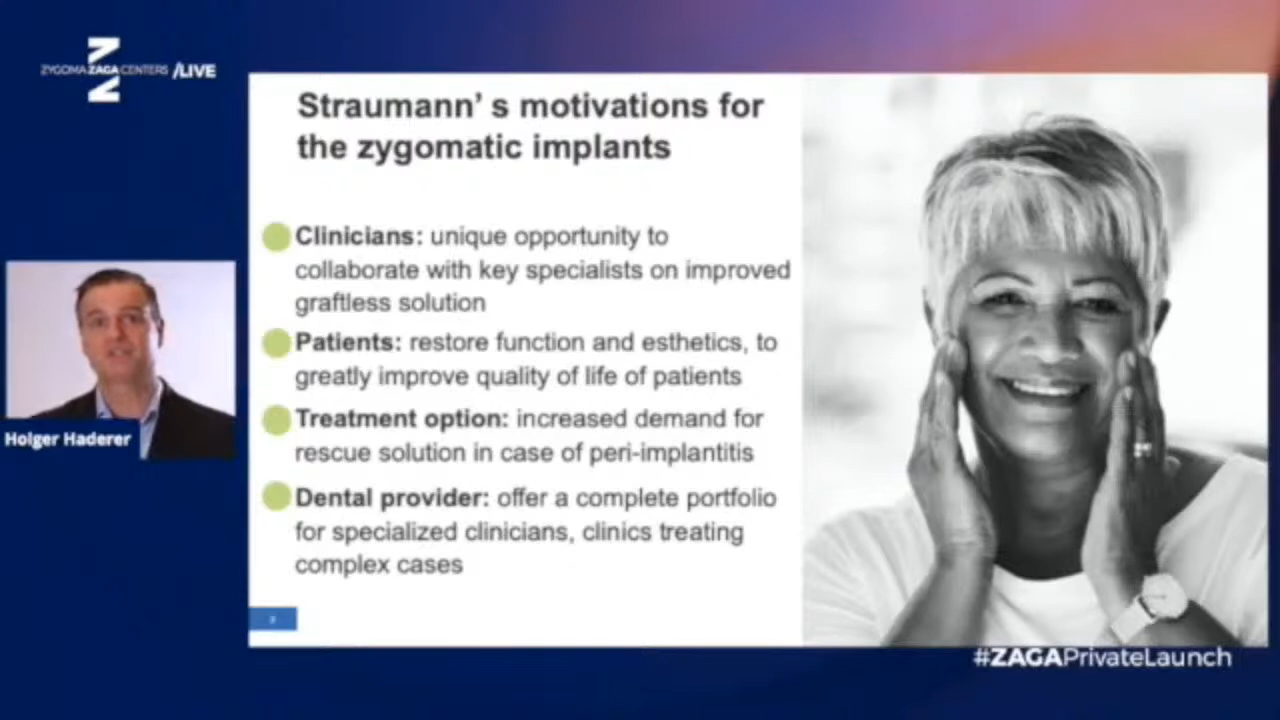 ZYGOMA ZAGA CENTERS /LIVE
Straumann' s motivations for
the zygomatic implants
Clinicians: unique opportunity to
collaborate with key specialists on improved
graftless solution
Patients: restore function and esthetics, to
greatly improve quality of life of patients
Treatment option: increased demand for
rescue solution in case of peri-implantitis
Dental provider: offer a complete portfolio
for specialized clinicians, clinics treating
complex cases
Holger Haderer
#ZAGAPrivateLaunch